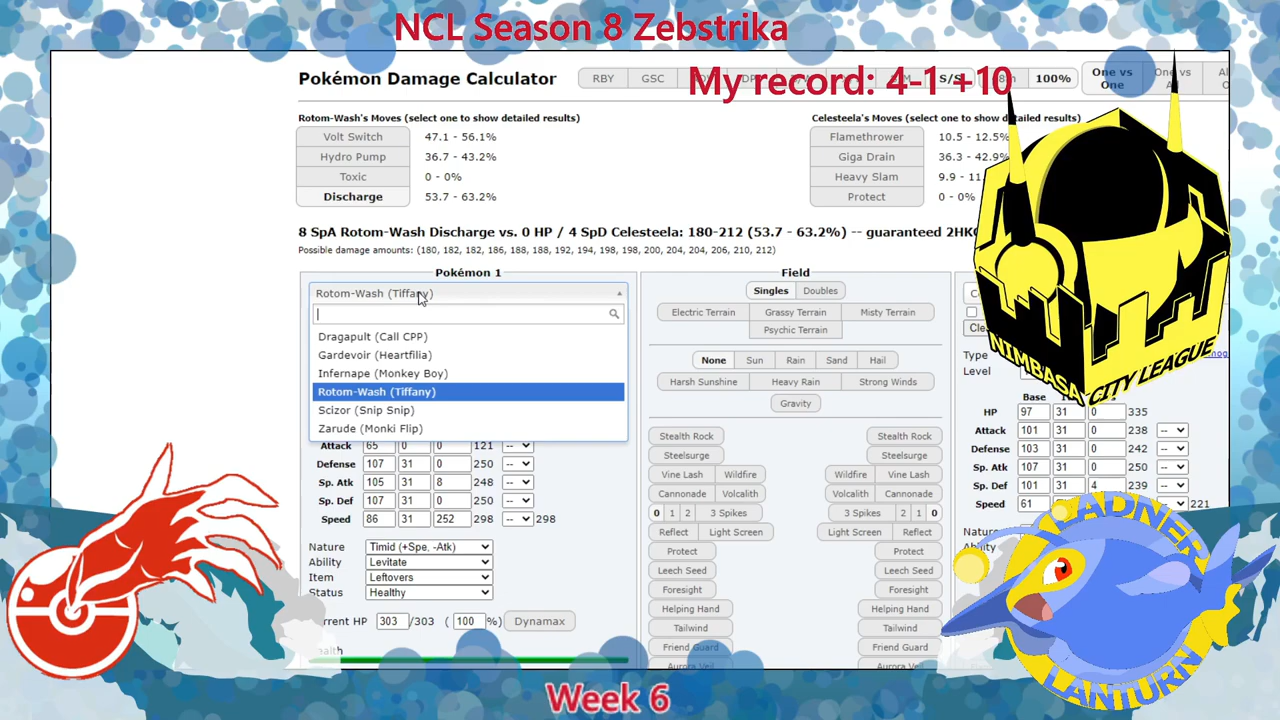 NCL Season 8 Zebstrika
My record: 4-1 +10
Pokémon Damage Calculator
RBY GSC S/S 100% One vs One
Rotom-Wash's Moves (select one to show detailed results)
Volt Switch 47.1 - 56.1%
Hydro Pump 36.7 - 43.2%
Toxic 0 - 0%
Discharge 53.7 - 63.2%
Celesteela's Moves (select one to show detailed results)
Flamethrower 10.5 - 12.5%
Giga Drain 36.3 - 42.9%
Heavy Slam 9.9 - 11
Protect 0 - 0%
8 SpA Rotom-Wash Discharge vs. 0 HP / 4 SpD Celesteela: 180-212 (53.7 - 63.2%) -- guaranteed 2HKO
Possible damage amounts: (180, 182, 182, 186, 188, 188, 192, 194, 194, 198, 198, 200, 204, 204, 206, 210, 212)
Pokémon 1
Rotom-Wash (Tiffany)
Dragapult (Call CPP)
Gardevoir (Heartfilia)
Infernape (Monkey Boy)
Rotom-Wash (Tiffany)
Scizor (Snip Snip)
Zarude (Monki Flip)
Attack 65 0 0 121 --
Defense 107 31 0 250 --
Sp. Atk 105 31 8 248 --
Sp. Def 107 31 0 250 --
Speed 86 31 252 298 -- 298
Nature Timid (+Spe, -Atk)
Ability Levitate
Item Leftovers
Status Healthy
Current HP 303 /303 ( 100 %) Dynamax
Field
Singles Doubles
Electric Terrain Grassy Terrain Misty Terrain
Psychic Terrain
None Sun Rain Sand Hail
Harsh Sunshine Heavy Rain Strong Winds
Gravity
Stealth Rock Stealth Rock
Steelsurge Steelsurge
Vine Lash Wildfire Wildfire Vine Lash
Cannonade Volcalith Volcalith Cannonade
0 1 2 3 Spikes 3 Spikes 2 1 0
Reflect Light Screen Light Screen Reflect
Protect Protect
Leech Seed Leech Seed
Foresight Foresight
Helping Hand Helping Hand
Tailwind Tailwind
Friend Guard Friend Guard
Aurora Veil Aurora Veil
Type
Level
Base
HP 97 31 0 335
Attack 101 31 0 238 --
Defense 103 31 0 242 --
Sp. Atk 107 31 0 250 --
Sp. Def 101 31 4 239 --
Speed 61 221
NIMBASA CITY LEAGUE
LADNER LANTURN
Week 6